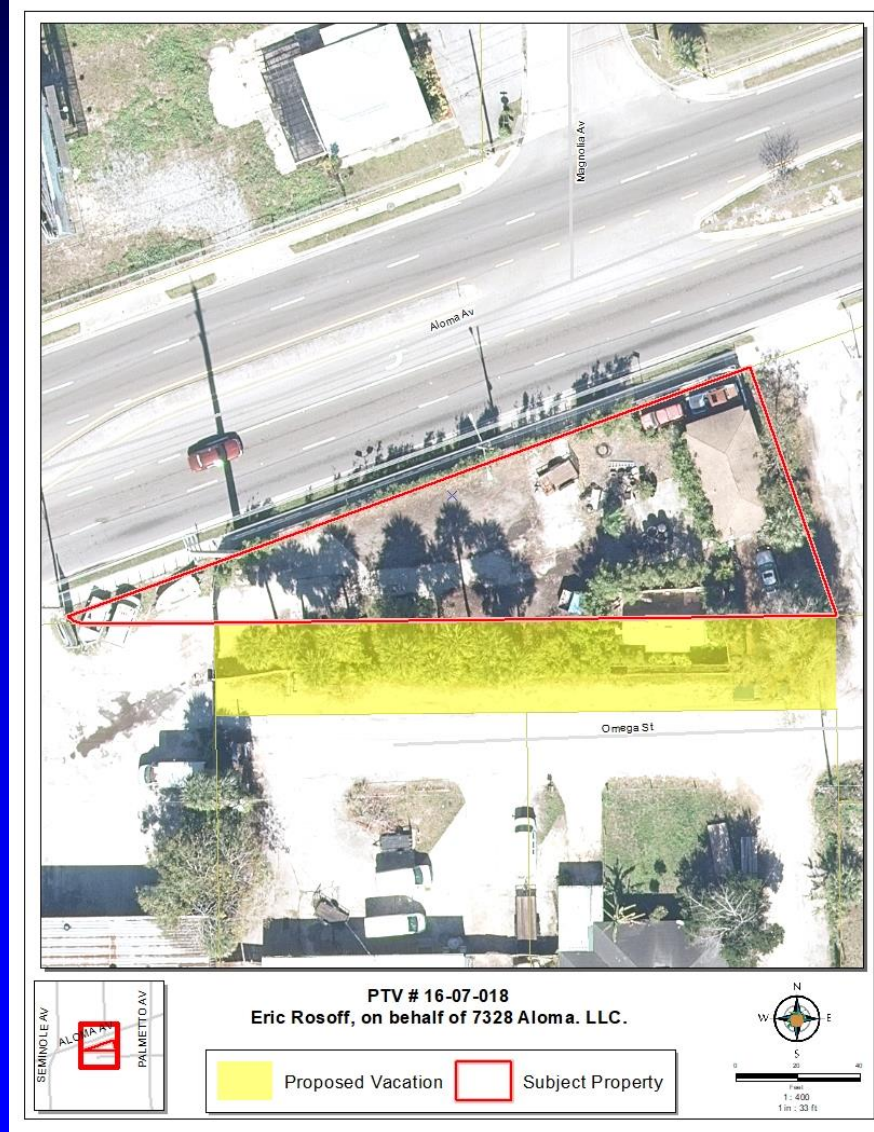 Magnolia Av
Aloma Av
Omega St
SEMINOLE AV
ALOMA AV
PALMETTO AV
PTV # 16-07-018
Eric Rosoff, on behalf of 7328 Aloma. LLC.
Proposed Vacation
Subject Property
N
W E
S
0 20 40
Feet
1 : 400
1 in : 33 ft